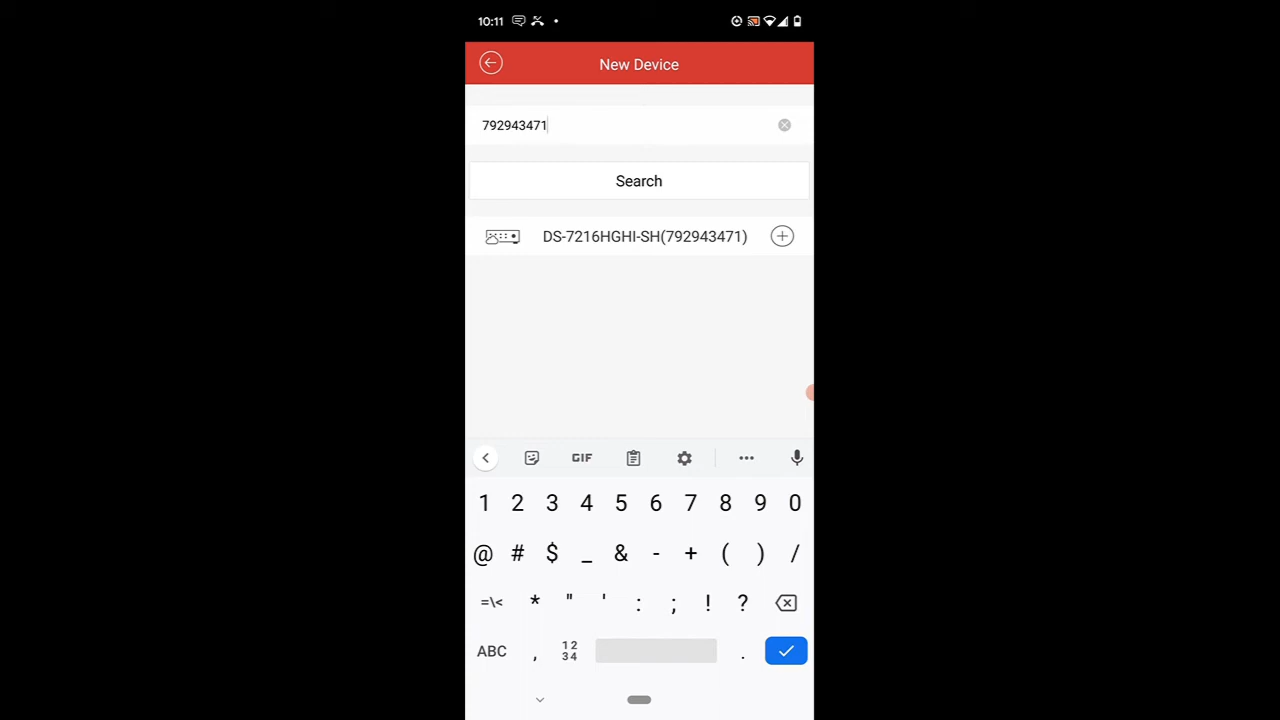 10:11
New Device
792943471
Search
DS-7216HGHI-SH(792943471)
GIF
1 2 3 4 5 6 7 8 9 0
@ # $ _ & - + ( ) /
=\< * " ' : ; ! ?
ABC , 12 34 .